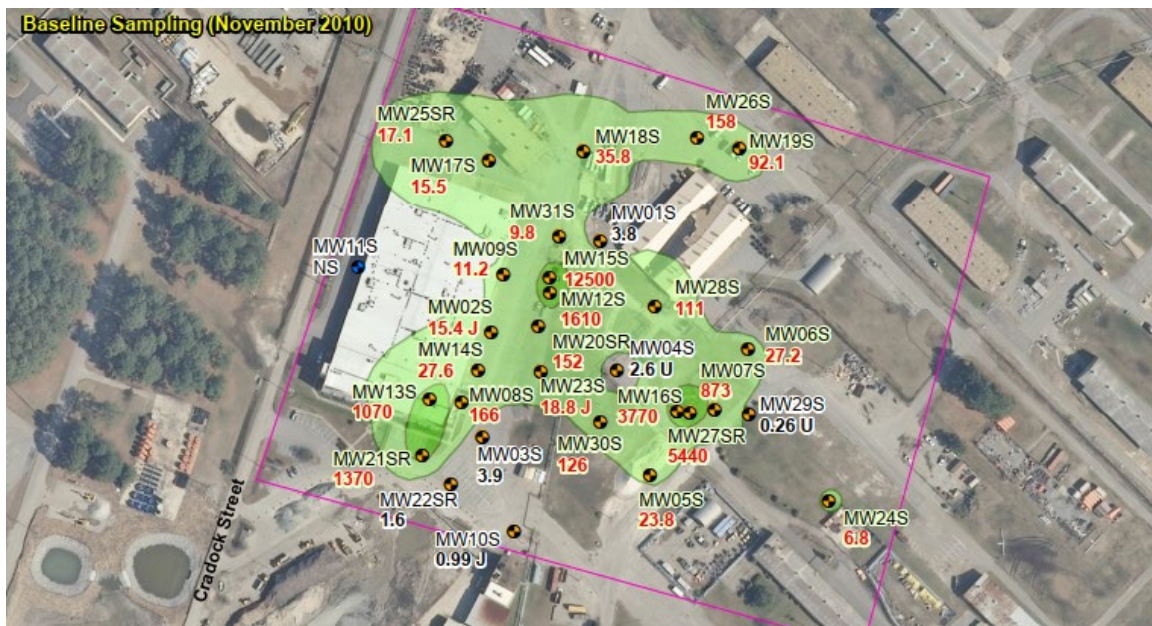 Baseline Sampling (November 2010)
MW25SR
17.1
MW17S
15.5
MW18S
35.8
MW26S
158
MW19S
92.1
MW31S
9.8
MW01S
3.8
MW11S
NS
MW09S
11.2
MW15S
12500
MW12S
1610
MW28S
111
MW02S
15.4 J
MW20SR
152
MW04S
2.6 U
MW06S
27.2
MW14S
27.6
MW07S
873
MW13S
1070
MW08S
166
MW23S
18.8 J
MW16S
3770
MW29S
0.26 U
MW27SR
5440
MW30S
126
MW03S
3.9
MW21SR
1370
MW05S
23.8
MW22SR
1.6
MW24S
6.8
MW10S
0.99 J
Cradock Street